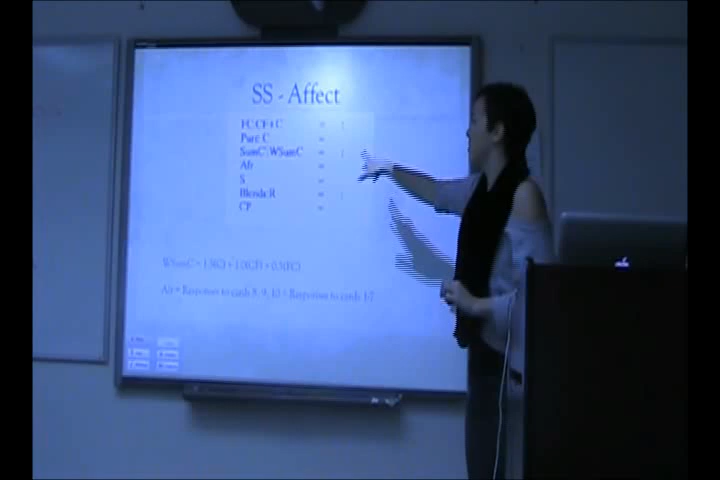 SS - Affect
FC:CF+C = :
Pure C =
SumC':WSumC = :
Afr =
S =
Blends:R = :
CP =
WSumC = 1.5(C) + 1.0(CF) + 0.5(FC)
Afr = Responses to cards 8, 9, 10 / Responses to cards 1-7